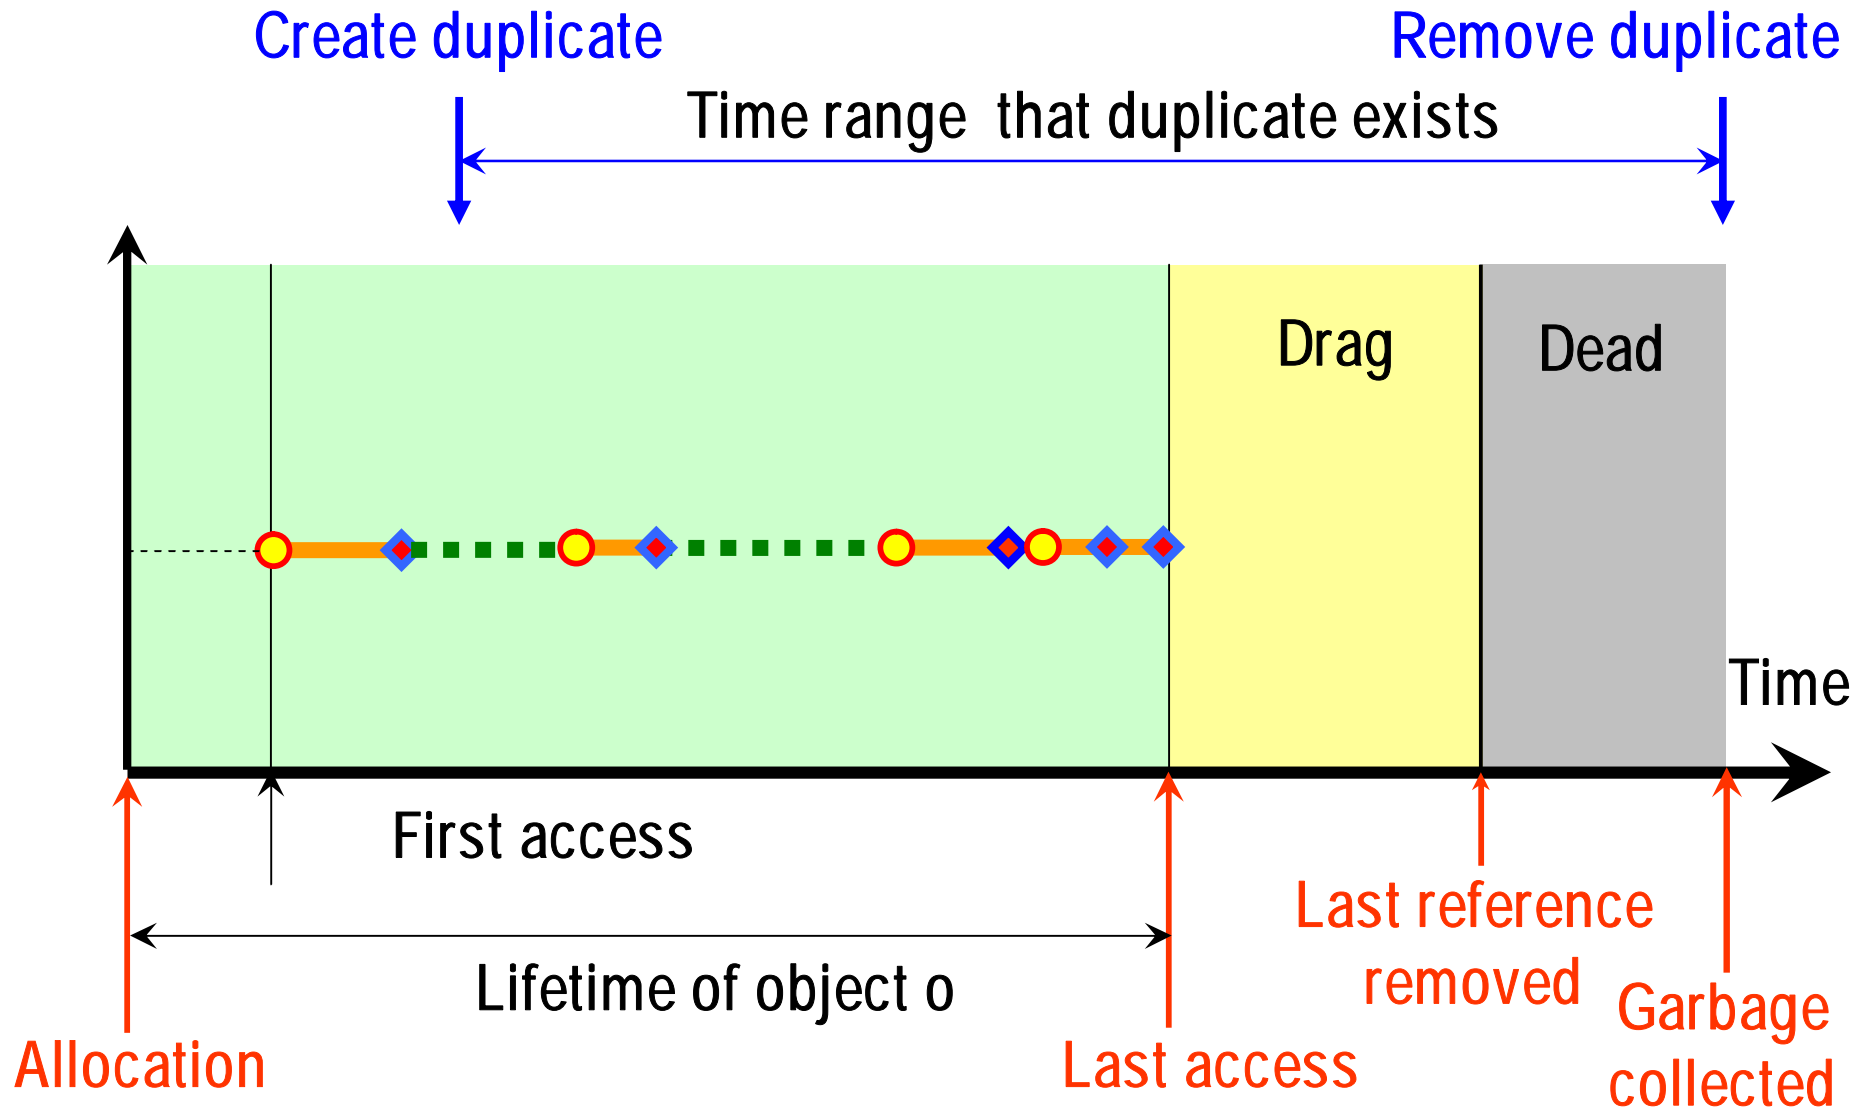 Create duplicate
Remove duplicate
Time range that duplicate exists
Drag
Dead
Time
First access
Last reference
removed
Lifetime of object o
Garbage
collected
Allocation
Last access